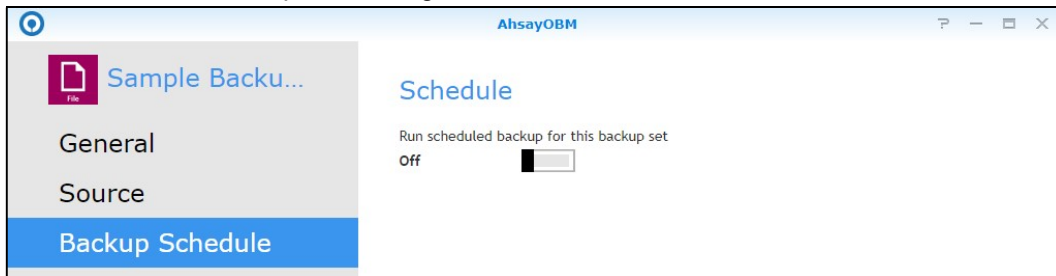 AhsayOBM
Sample Backu...
File
General
Source
Backup Schedule
Schedule
Run scheduled backup for this backup set
Off